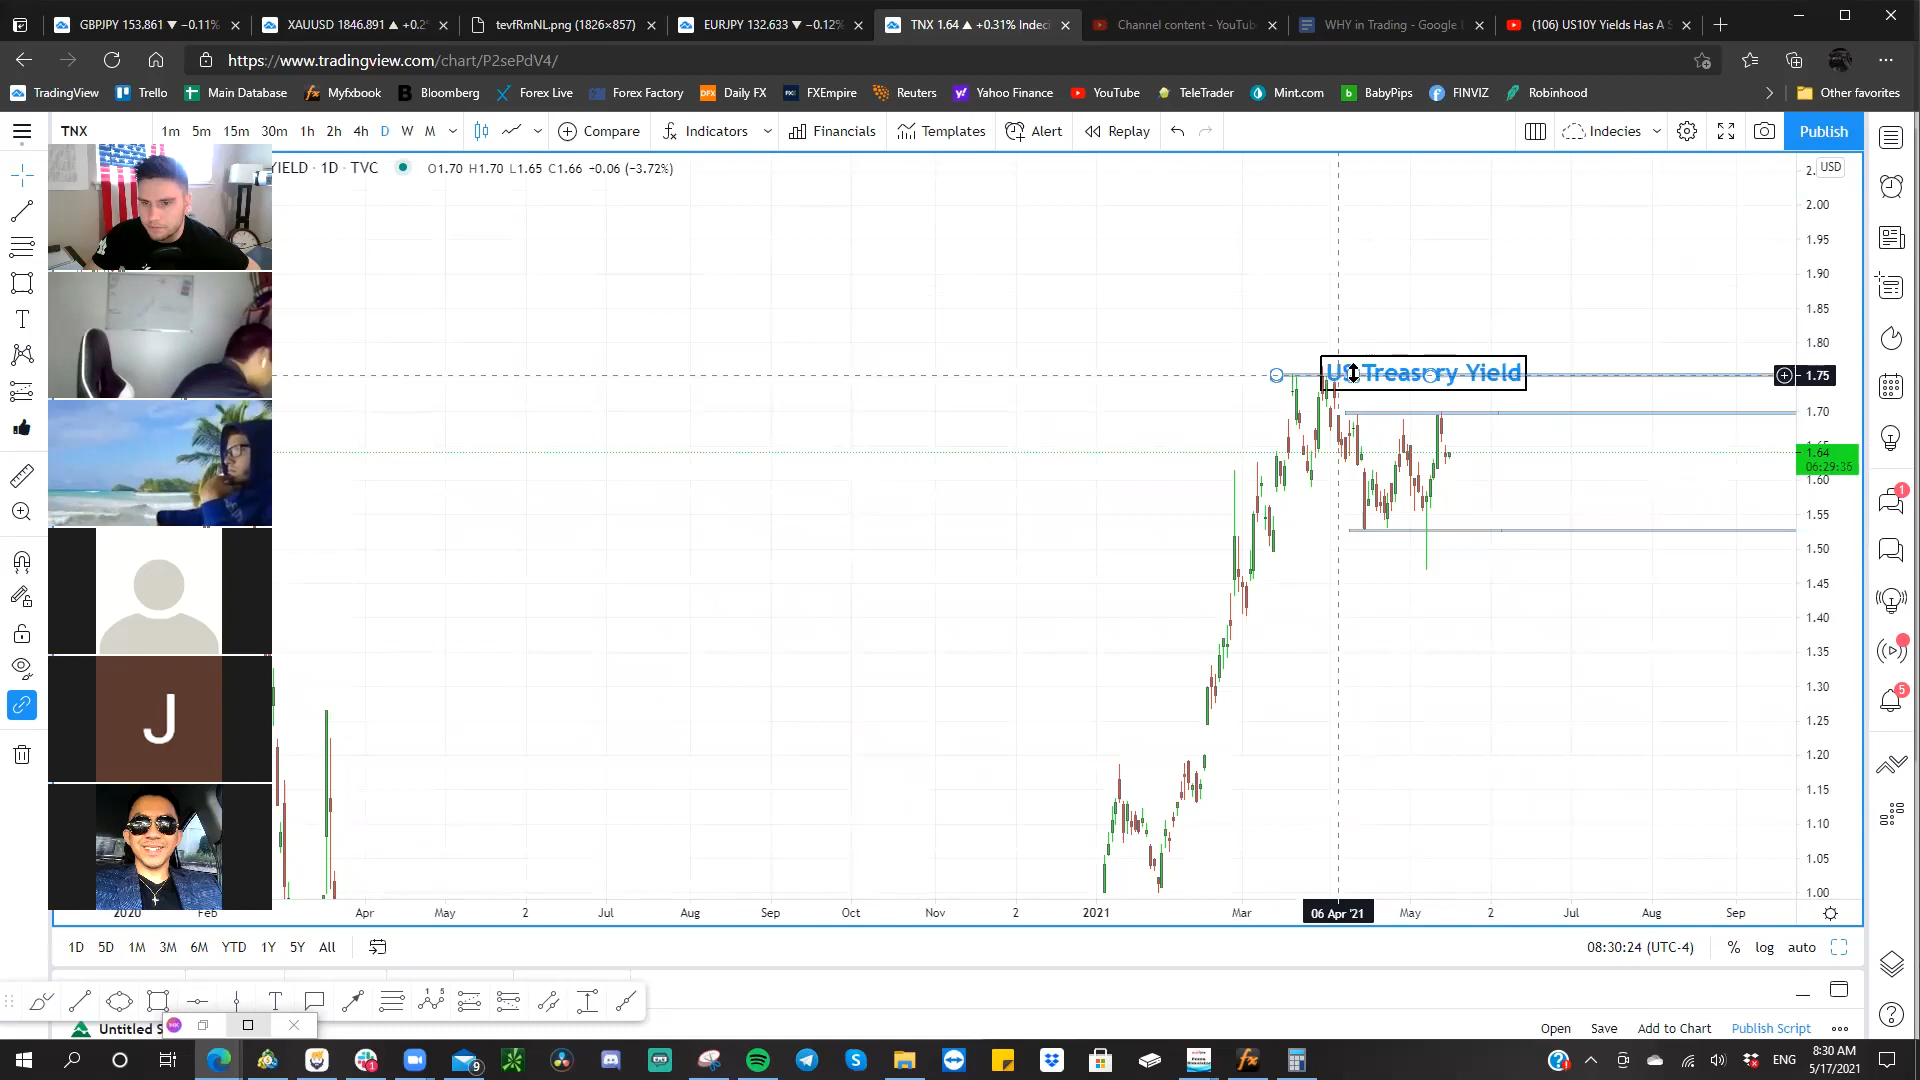 GBPJPY 153.861 ▼ −0.11%
XAUUSD 1846.891 ▲ +0.2
tevfRmNL.png (1826×857)
EURJPY 132.633 ▼ −0.12%
TNX 1.64 ▲ +0.31% Indeci
Channel content - YouTub
WHY in Trading - Google
(106) US10Y Yields Has A S
https://www.tradingview.com/chart/P2sePdV4/
TradingView Trello Main Database Myfxbook Bloomberg Forex Live Forex Factory Daily FX FXEmpire Reuters Yahoo Finance YouTube TeleTrader Mint.com BabyPips FINVIZ Robinhood Other favorites
TNX 1m 5m 15m 30m 1h 2h 4h D W M Compare Indicators Financials Templates Alert Replay Indecies Publish
YIELD · 1D · TVC O1.70 H1.70 L1.65 C1.66 −0.06 (−3.72%)
USD
2.00
1.95
1.90
1.85
1.80
US Treasury Yield
1.75
1.70
1.65
1.64
06:29:36
1.60
1.55
1.50
1.45
1.40
1.35
1.30
1.25
1.20
1.15
1.10
1.05
1.00
J
2020 Feb Apr May 2 Jul Aug Sep Oct Nov 2 2021 Mar 06 Apr '21 May 2 Jul Aug Sep
1D 5D 1M 3M 6M YTD 1Y 5Y All 08:30:24 (UTC-4) % log auto
Untitled S
Open Save Add to Chart Publish Script
ENG
8:30 AM
5/17/2021